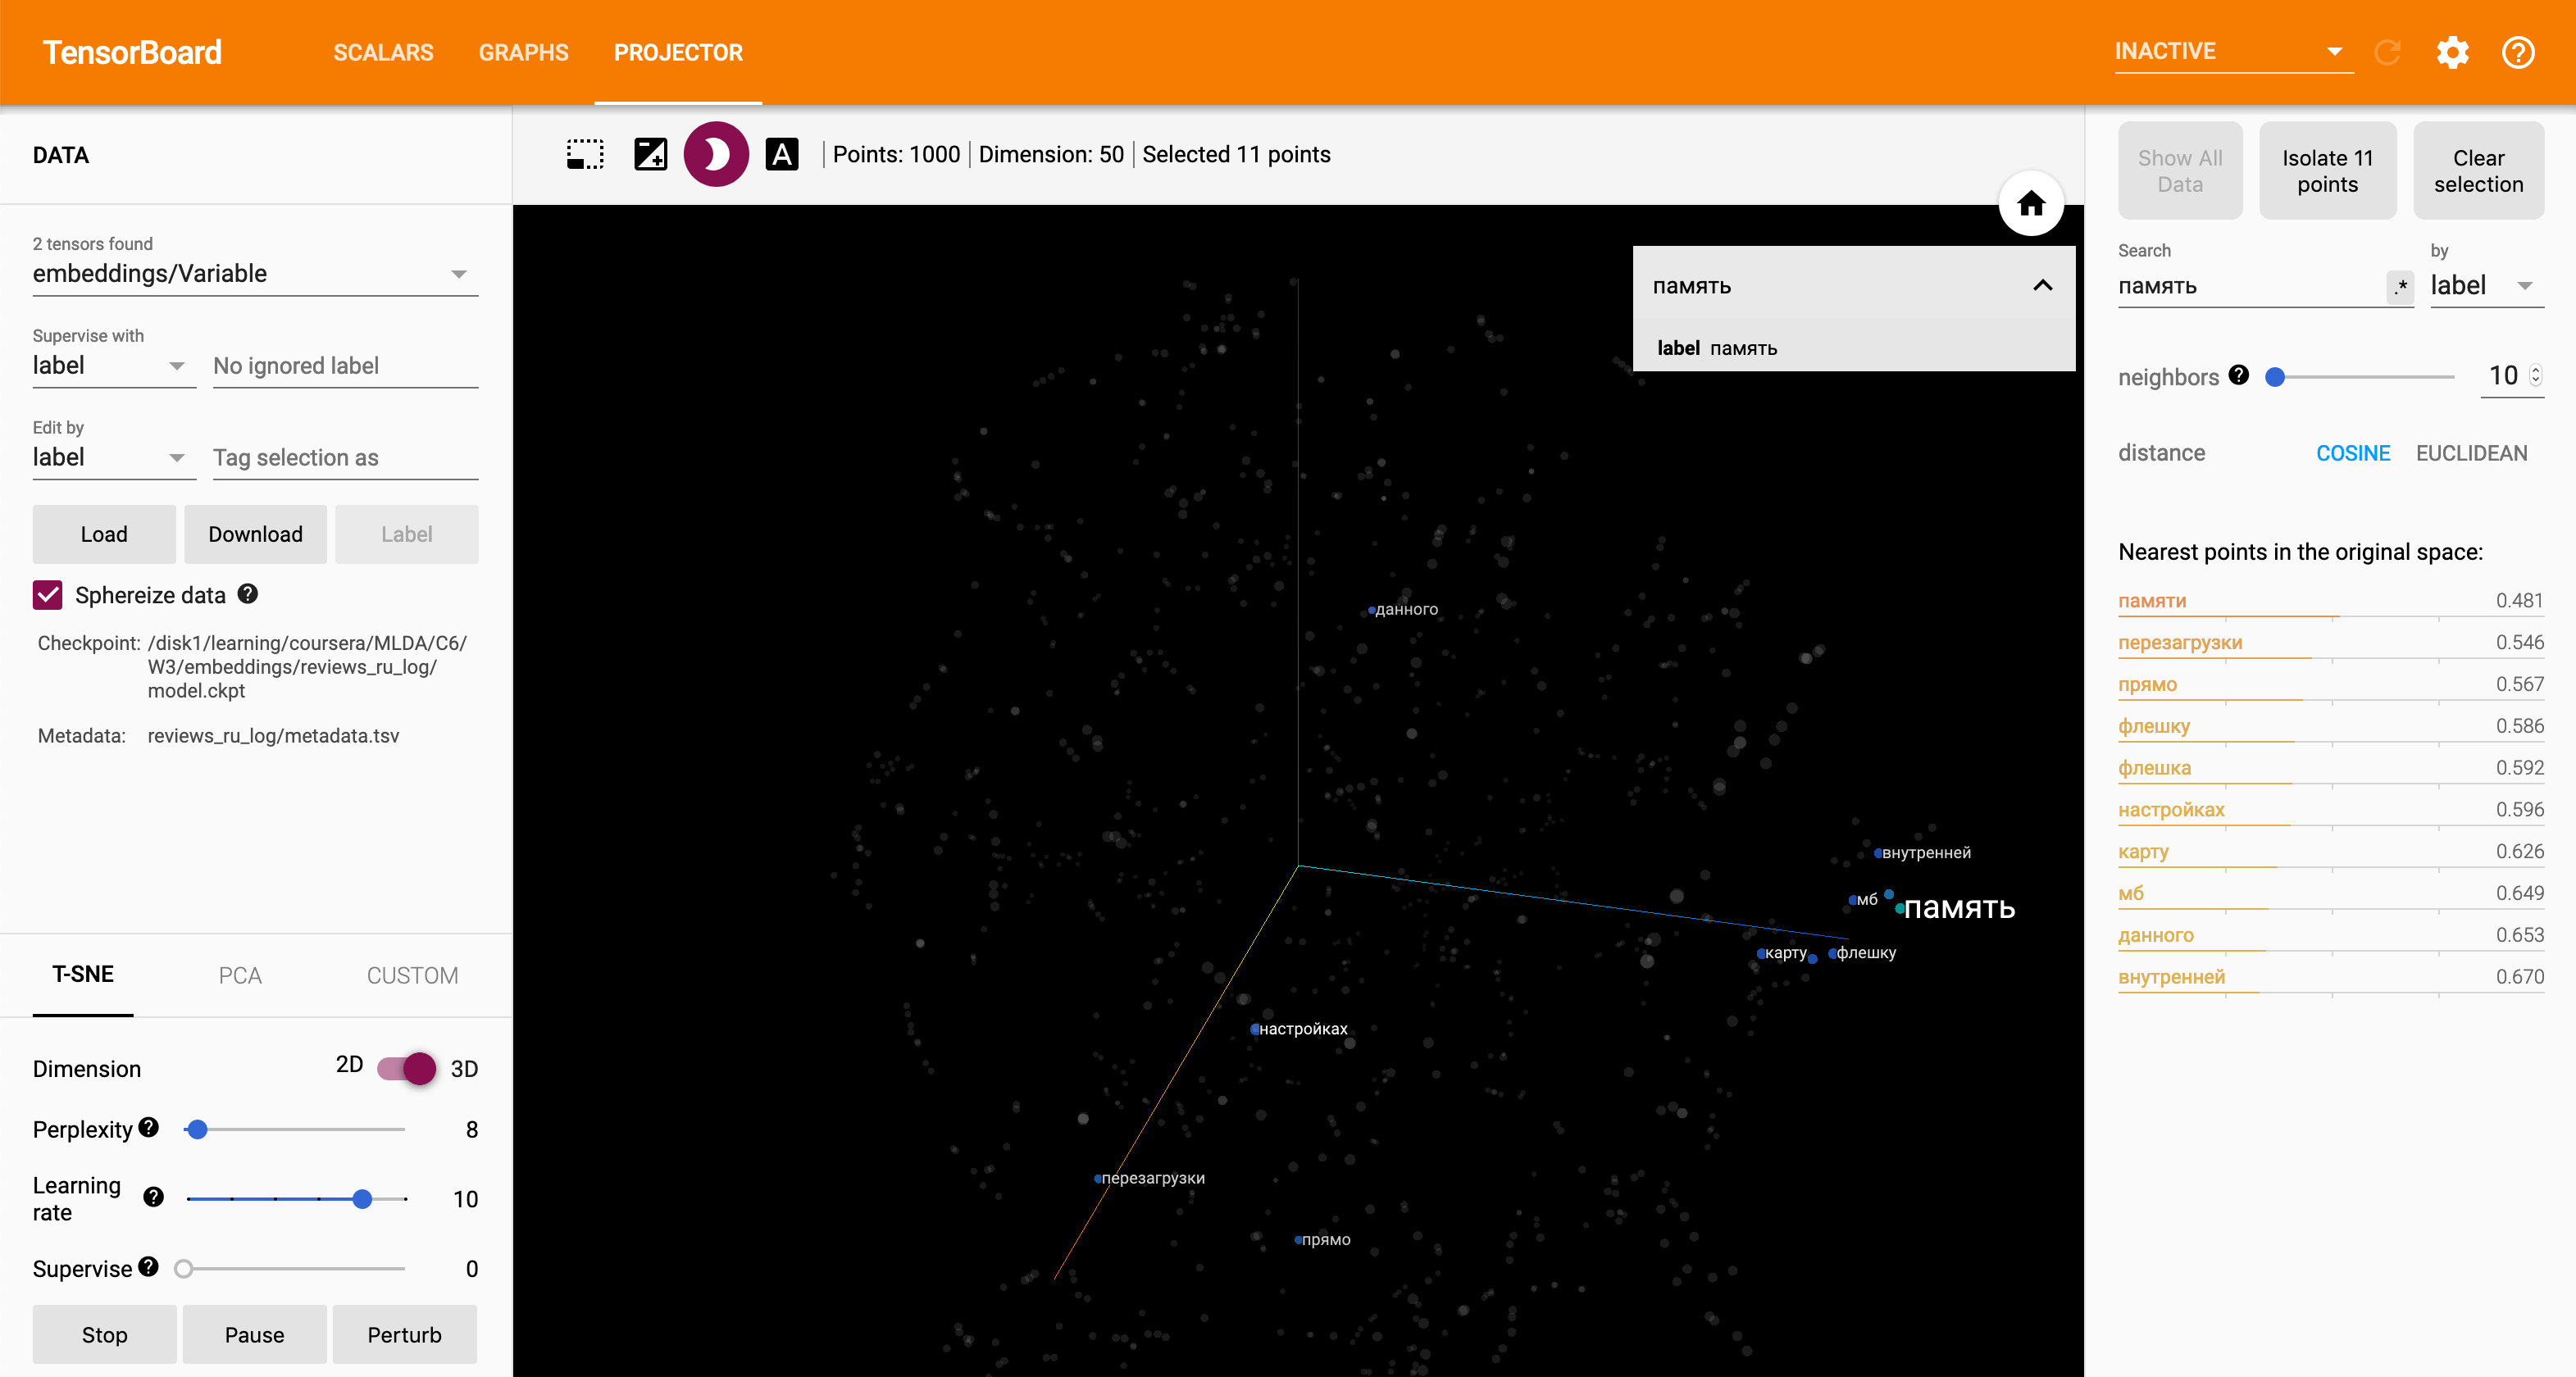 TensorBoard
SCALARS
GRAPHS
PROJECTOR
INACTIVE
DATA
2 tensors found
embeddings/Variable
Supervise with
label
No ignored label
Edit by
label
Tag selection as
Load
Download
Label
Sphereize data
Checkpoint: /disk1/learning/coursera/MLDA/C6/
W3/embeddings/reviews_ru_log/
model.ckpt
Metadata: reviews_ru_log/metadata.tsv
T-SNE
PCA
CUSTOM
Dimension 2D 3D
Perplexity 8
Learning
rate
10
Supervise 0
Stop
Pause
Perturb
A
Points: 1000 | Dimension: 50 | Selected 11 points
память
label память
данного
внутренней
мб
память
карту
флешку
настройках
перезагрузки
прямо
Show All
Data
Isolate 11
points
Clear
selection
Search
память
.*
by
label
neighbors 10
distance COSINE EUCLIDEAN
Nearest points in the original space:
памяти 0.481
перезагрузки 0.546
прямо 0.567
флешку 0.586
флешка 0.592
настройках 0.596
карту 0.626
мб 0.649
данного 0.653
внутренней 0.670